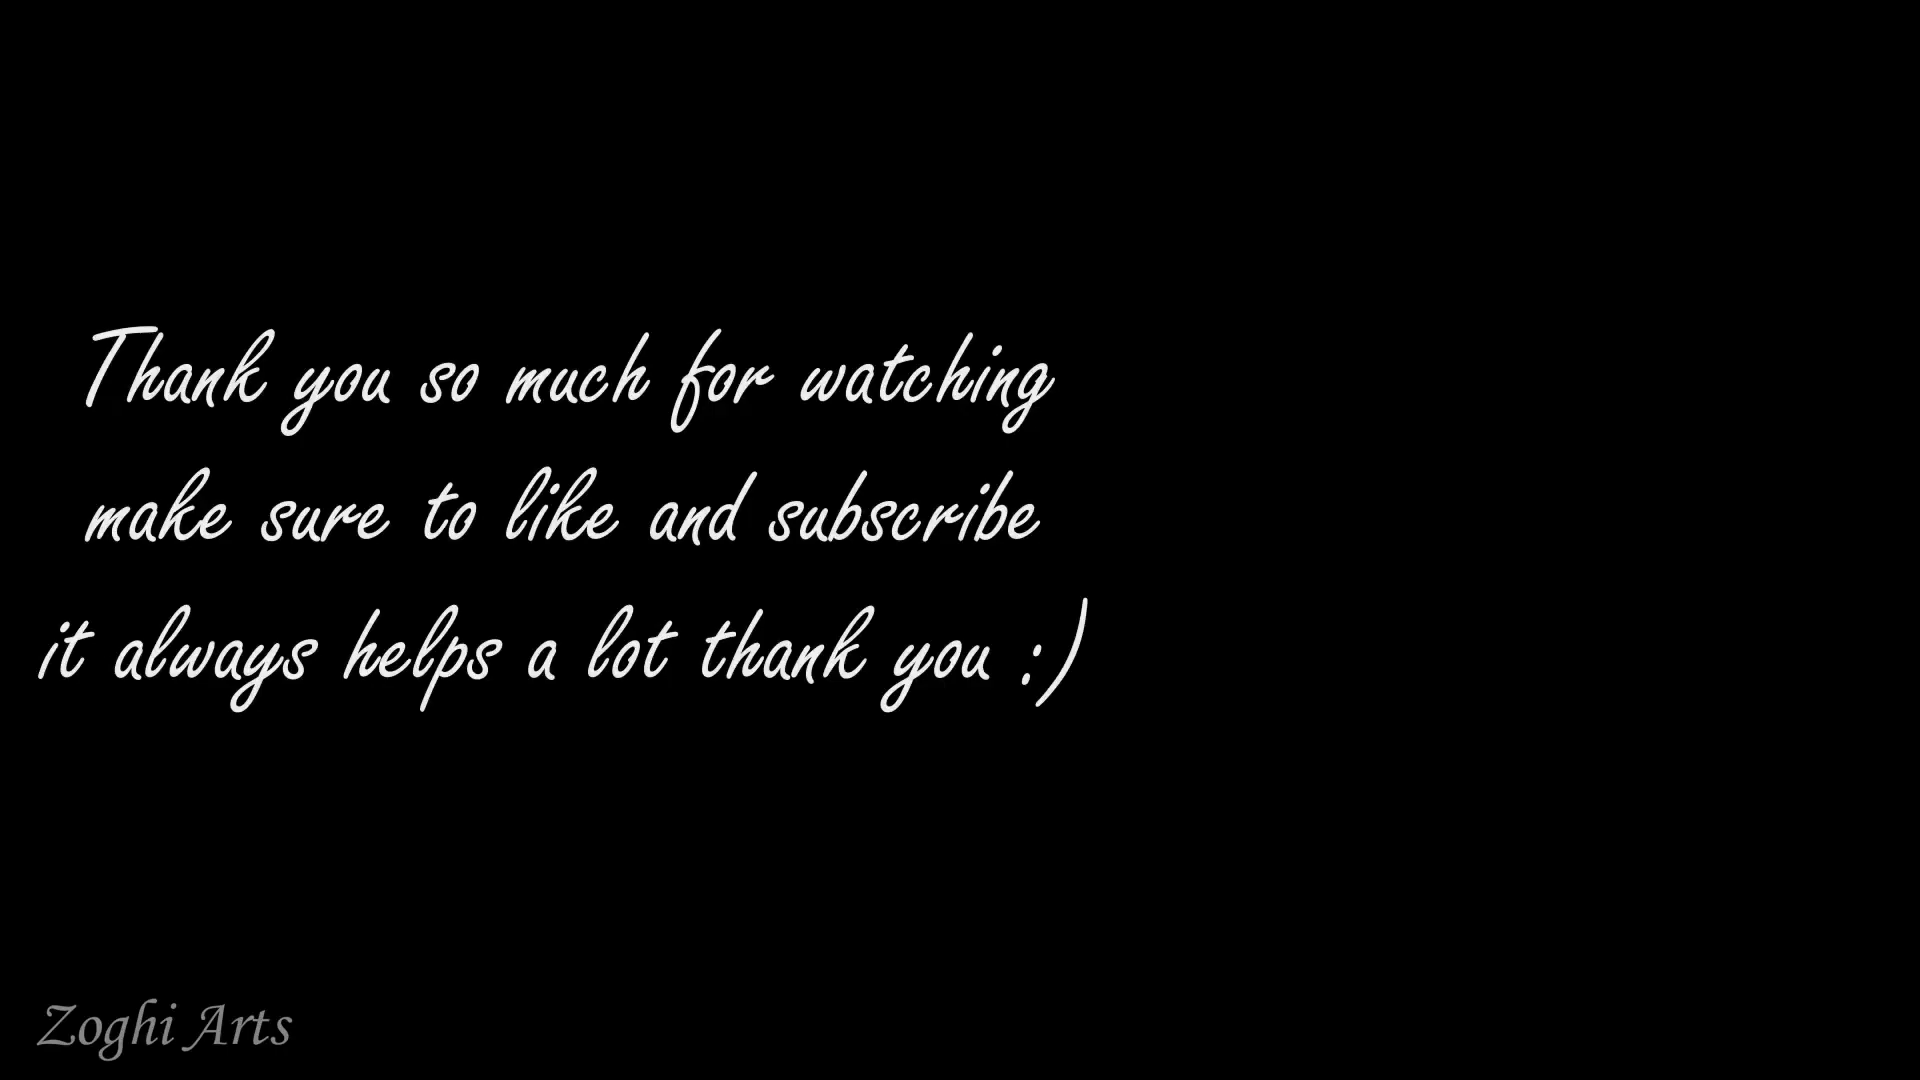 Thank you so much for watching
make sure to like and subscribe
it always helps a lot thank you :)
Zoghi Arts